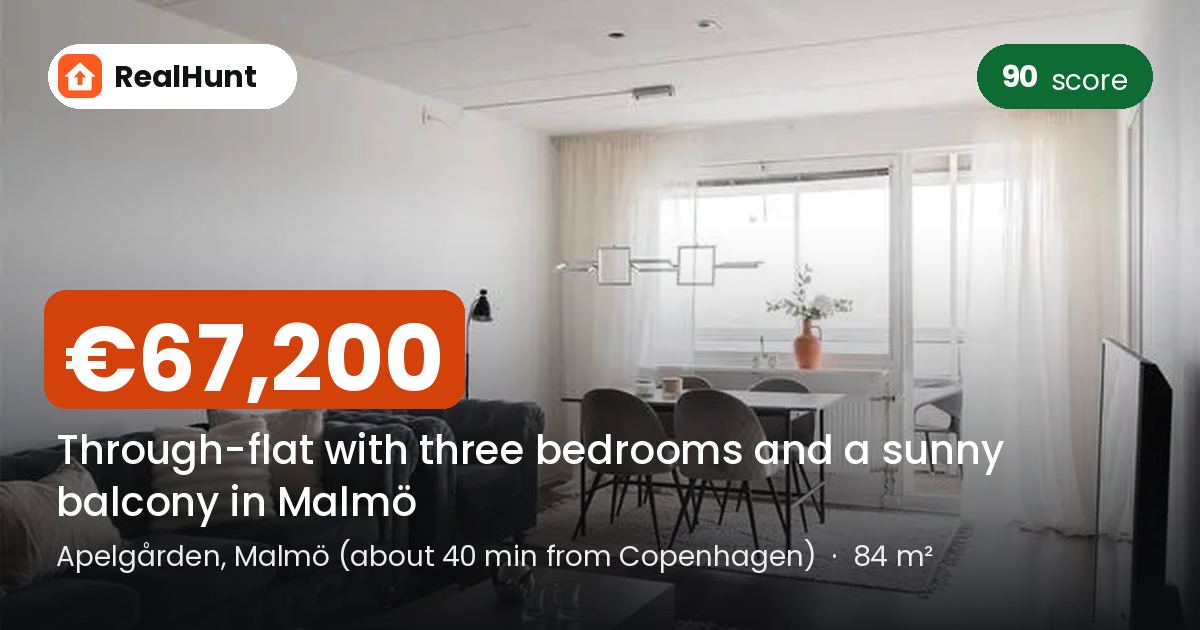 RealHunt
90 score
€67,200
Through-flat with three bedrooms and a sunny
balcony in Malmö
Apelgården, Malmö (about 40 min from Copenhagen) · 84 m²